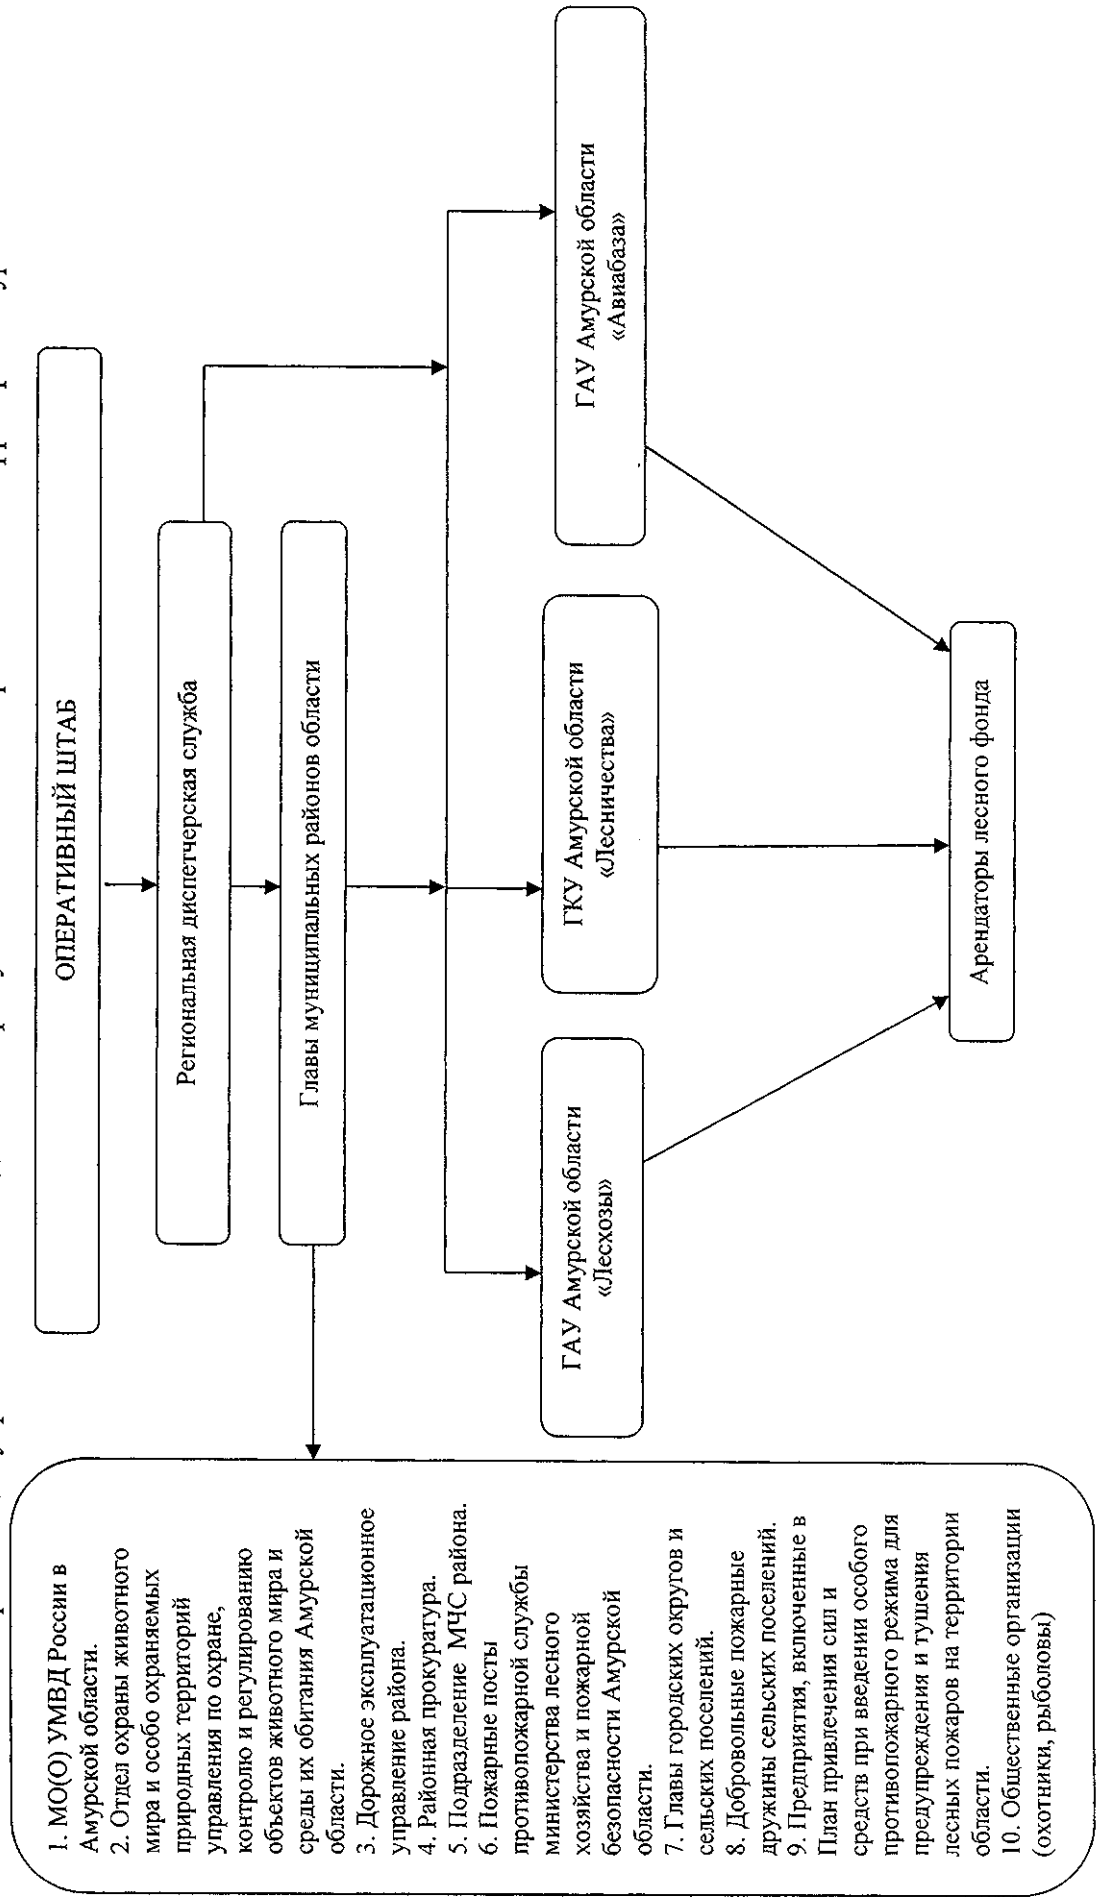 ОПЕРАТИВНЫЙ ШТАБ
Региональная диспетчерская служба
Главы муниципальных районов области
1. МО(О) УМВД России в
Амурской области.
2. Отдел охраны животного
мира и особо охраняемых
природных территорий
управления по охране,
контролю и регулированию
объектов животного мира и
среды их обитания Амурской
области.
3. Дорожное эксплуатационное
управление района.
4. Районная прокуратура.
5. Подразделение МЧС района.
6. Пожарные посты
противопожарной службы
министерства лесного
хозяйства и пожарной
безопасности Амурской
области.
7. Главы городских округов и
сельских поселений.
8. Добровольные пожарные
дружины сельских поселений.
9. Предприятия, включенные в
План привлечения сил и
средств при введении особого
противопожарного режима для
предупреждения и тушения
лесных пожаров на территории
области.
10. Общественные организации
(охотники, рыболовы)
ГАУ Амурской области
«Лесхозы»
ГКУ Амурской области
«Лесничества»
ГАУ Амурской области
«Авиабаза»
Арендаторы лесного фонда